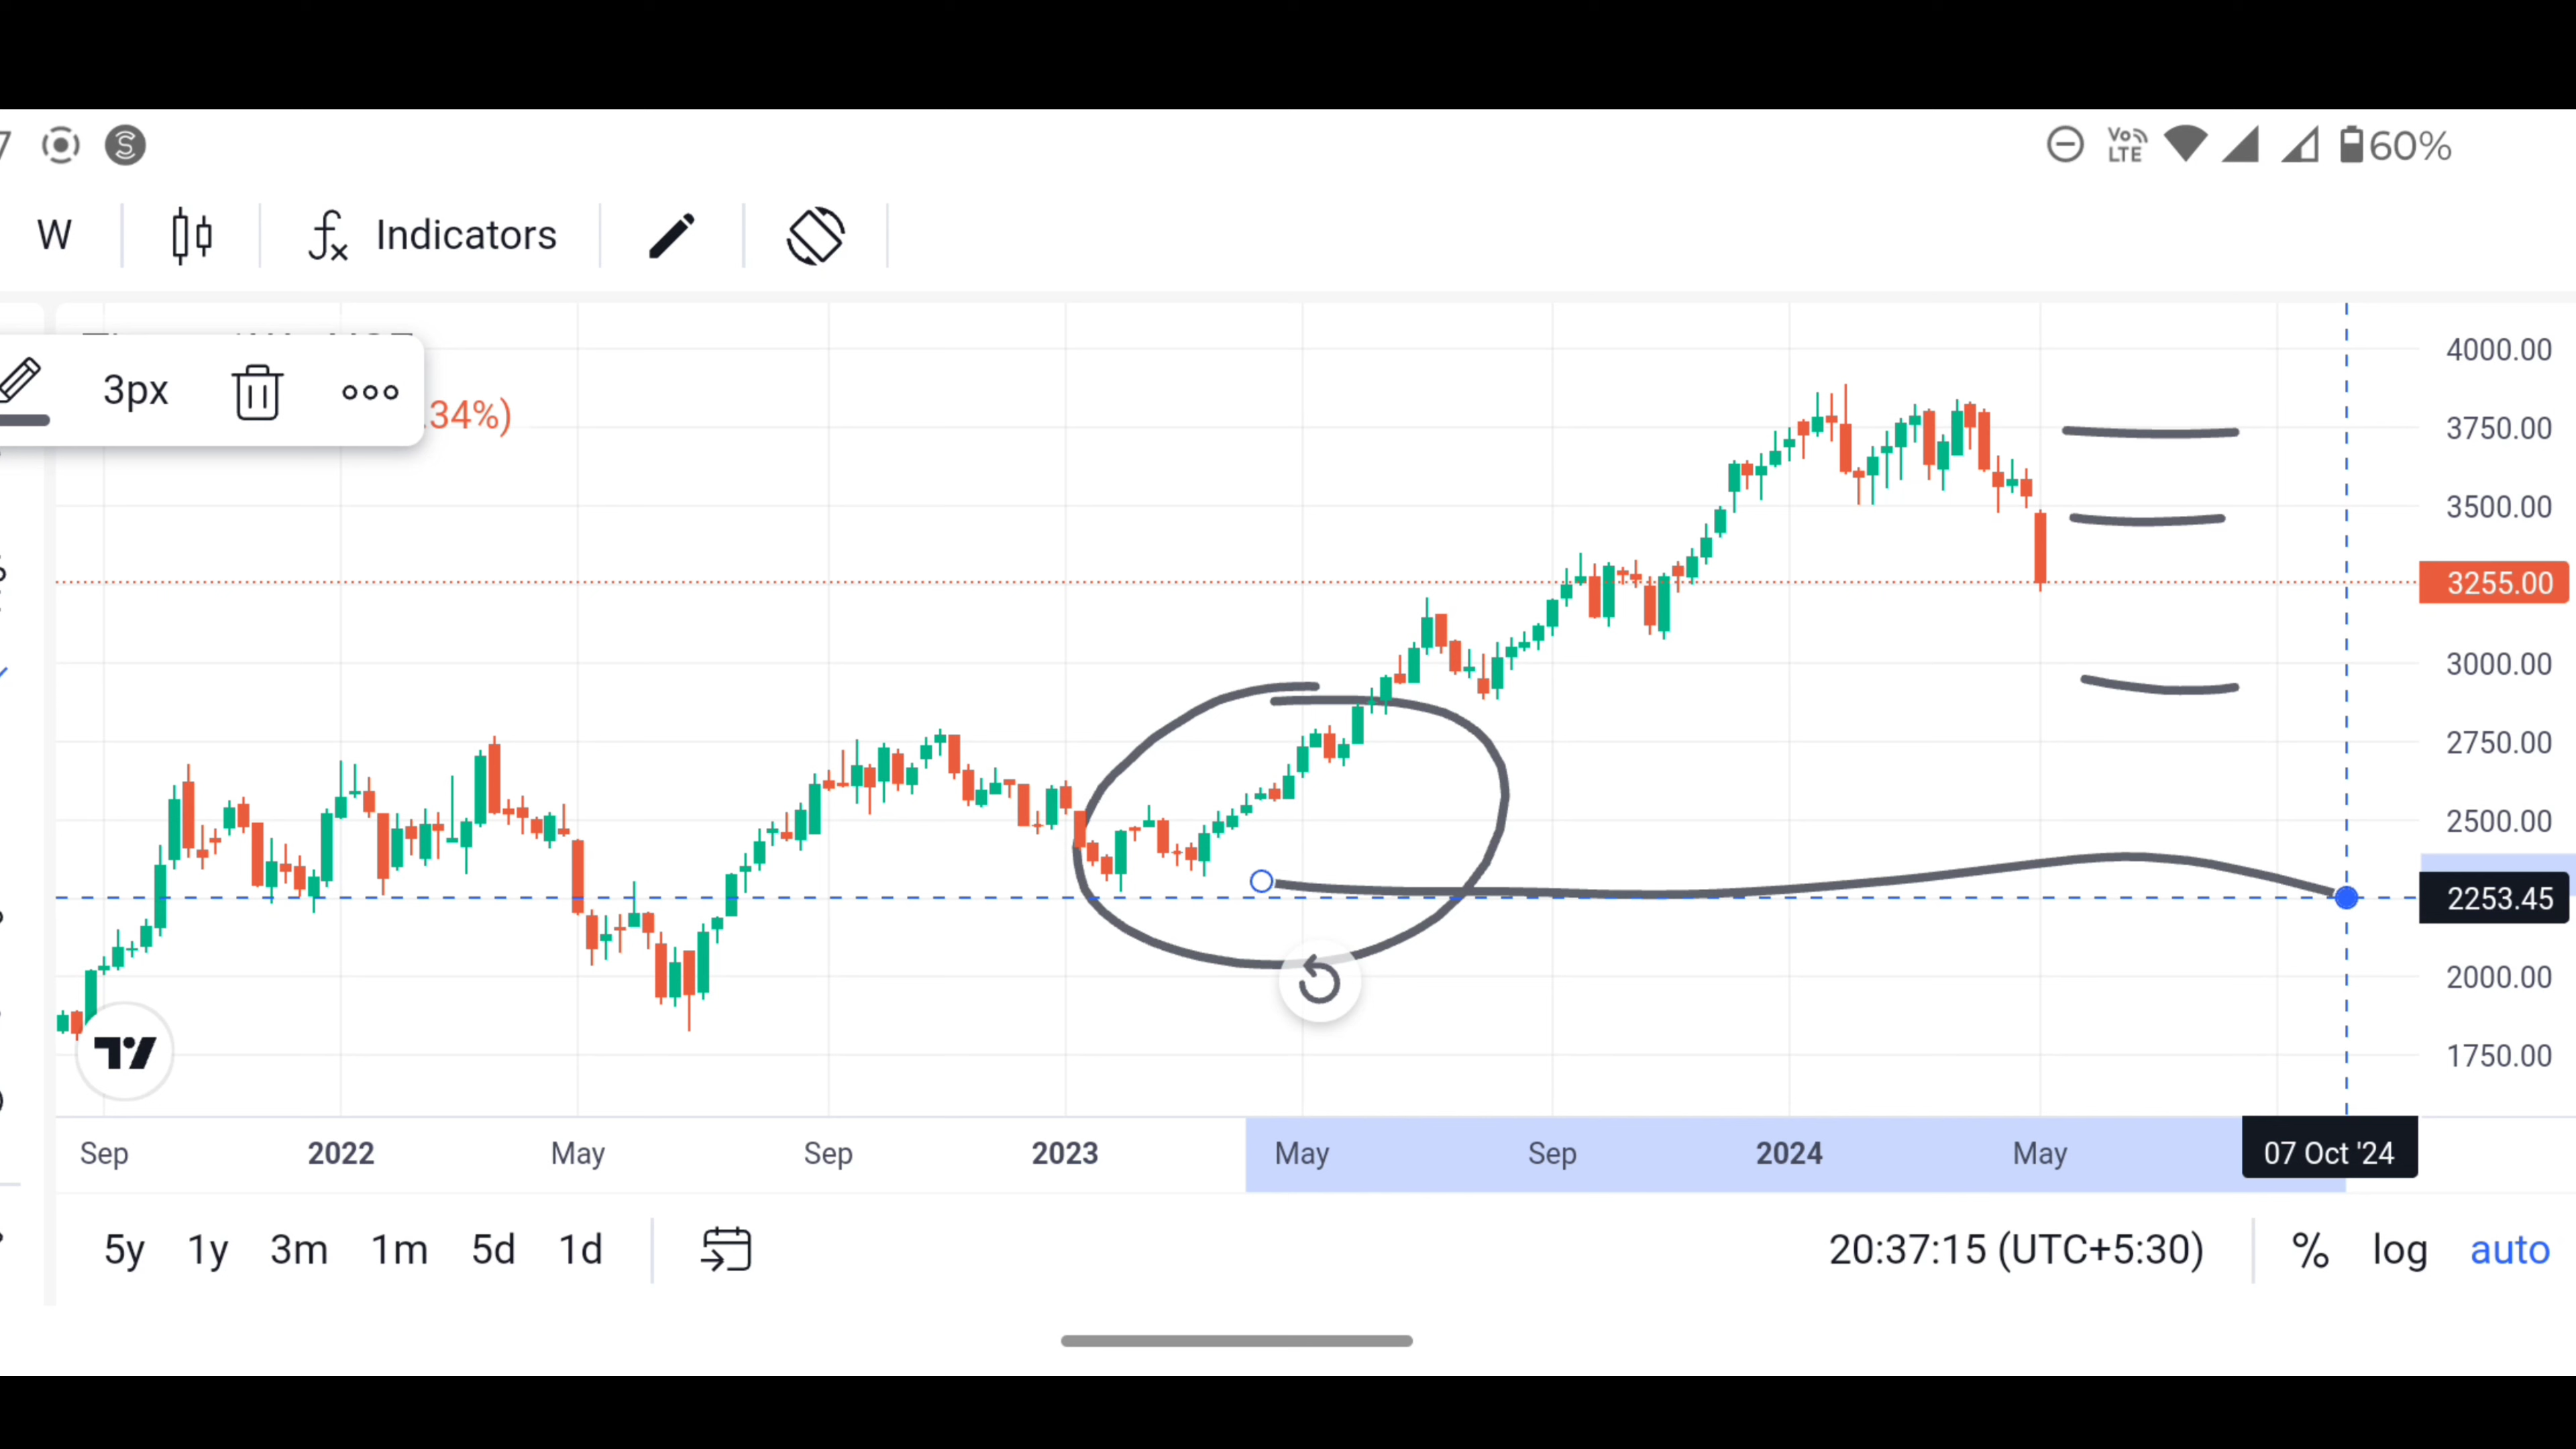 60%
W
Indicators
3px
34%)
4000.00
3750.00
3500.00
3255.00
3000.00
2750.00
2500.00
2253.45
2000.00
1750.00
Sep 2022 May Sep 2023 May Sep 2024 May 07 Oct '24
5y 1y 3m 1m 5d 1d 20:37:15 (UTC+5:30) % log auto